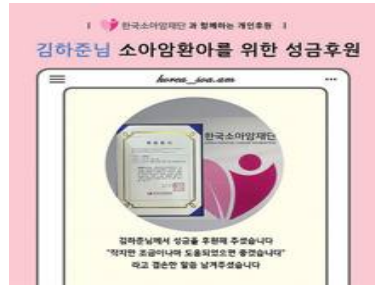 한국소아암재단 과 함께하는 개인후원
김하준님 소아암환아를 위한 성금후원
korea_soa.am
한국소아암재단
김하준님께서 성금을 후원해 주셨습니다
"작지만 조금이나마 도움되었으면 좋겠습니다"
라고 겸손한 말씀 남겨주셨습니다